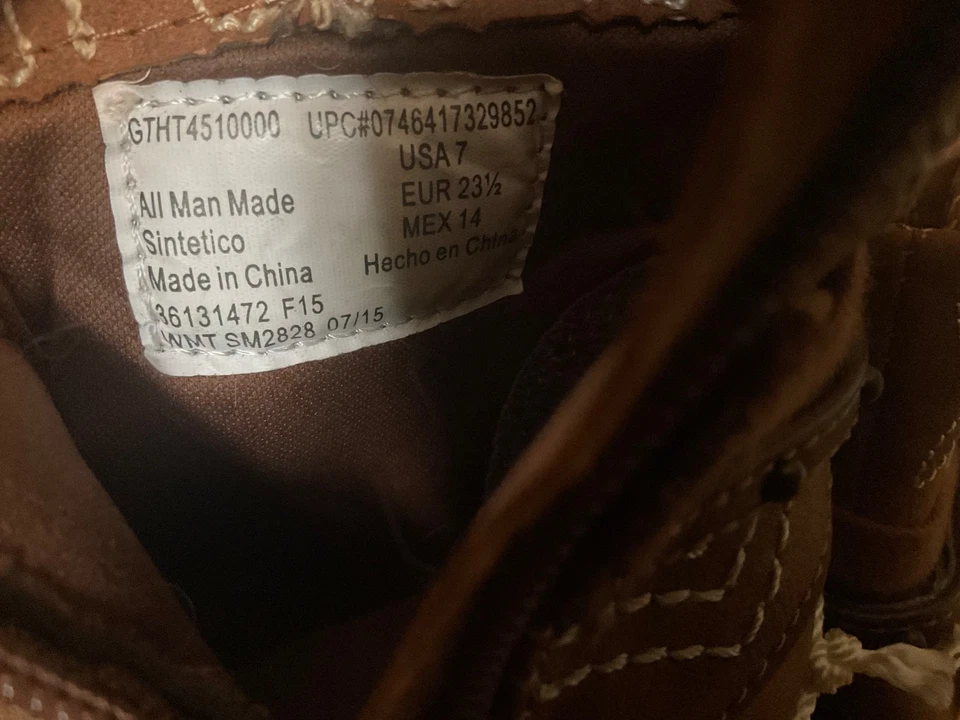 GTHT4510000 UPC#0746417329852
USA 7
EUR 23½
All Man Made
MEX 14
Sintetico
Hecho en China
Made in China
36131472 F15
WMT SM2828 07/15